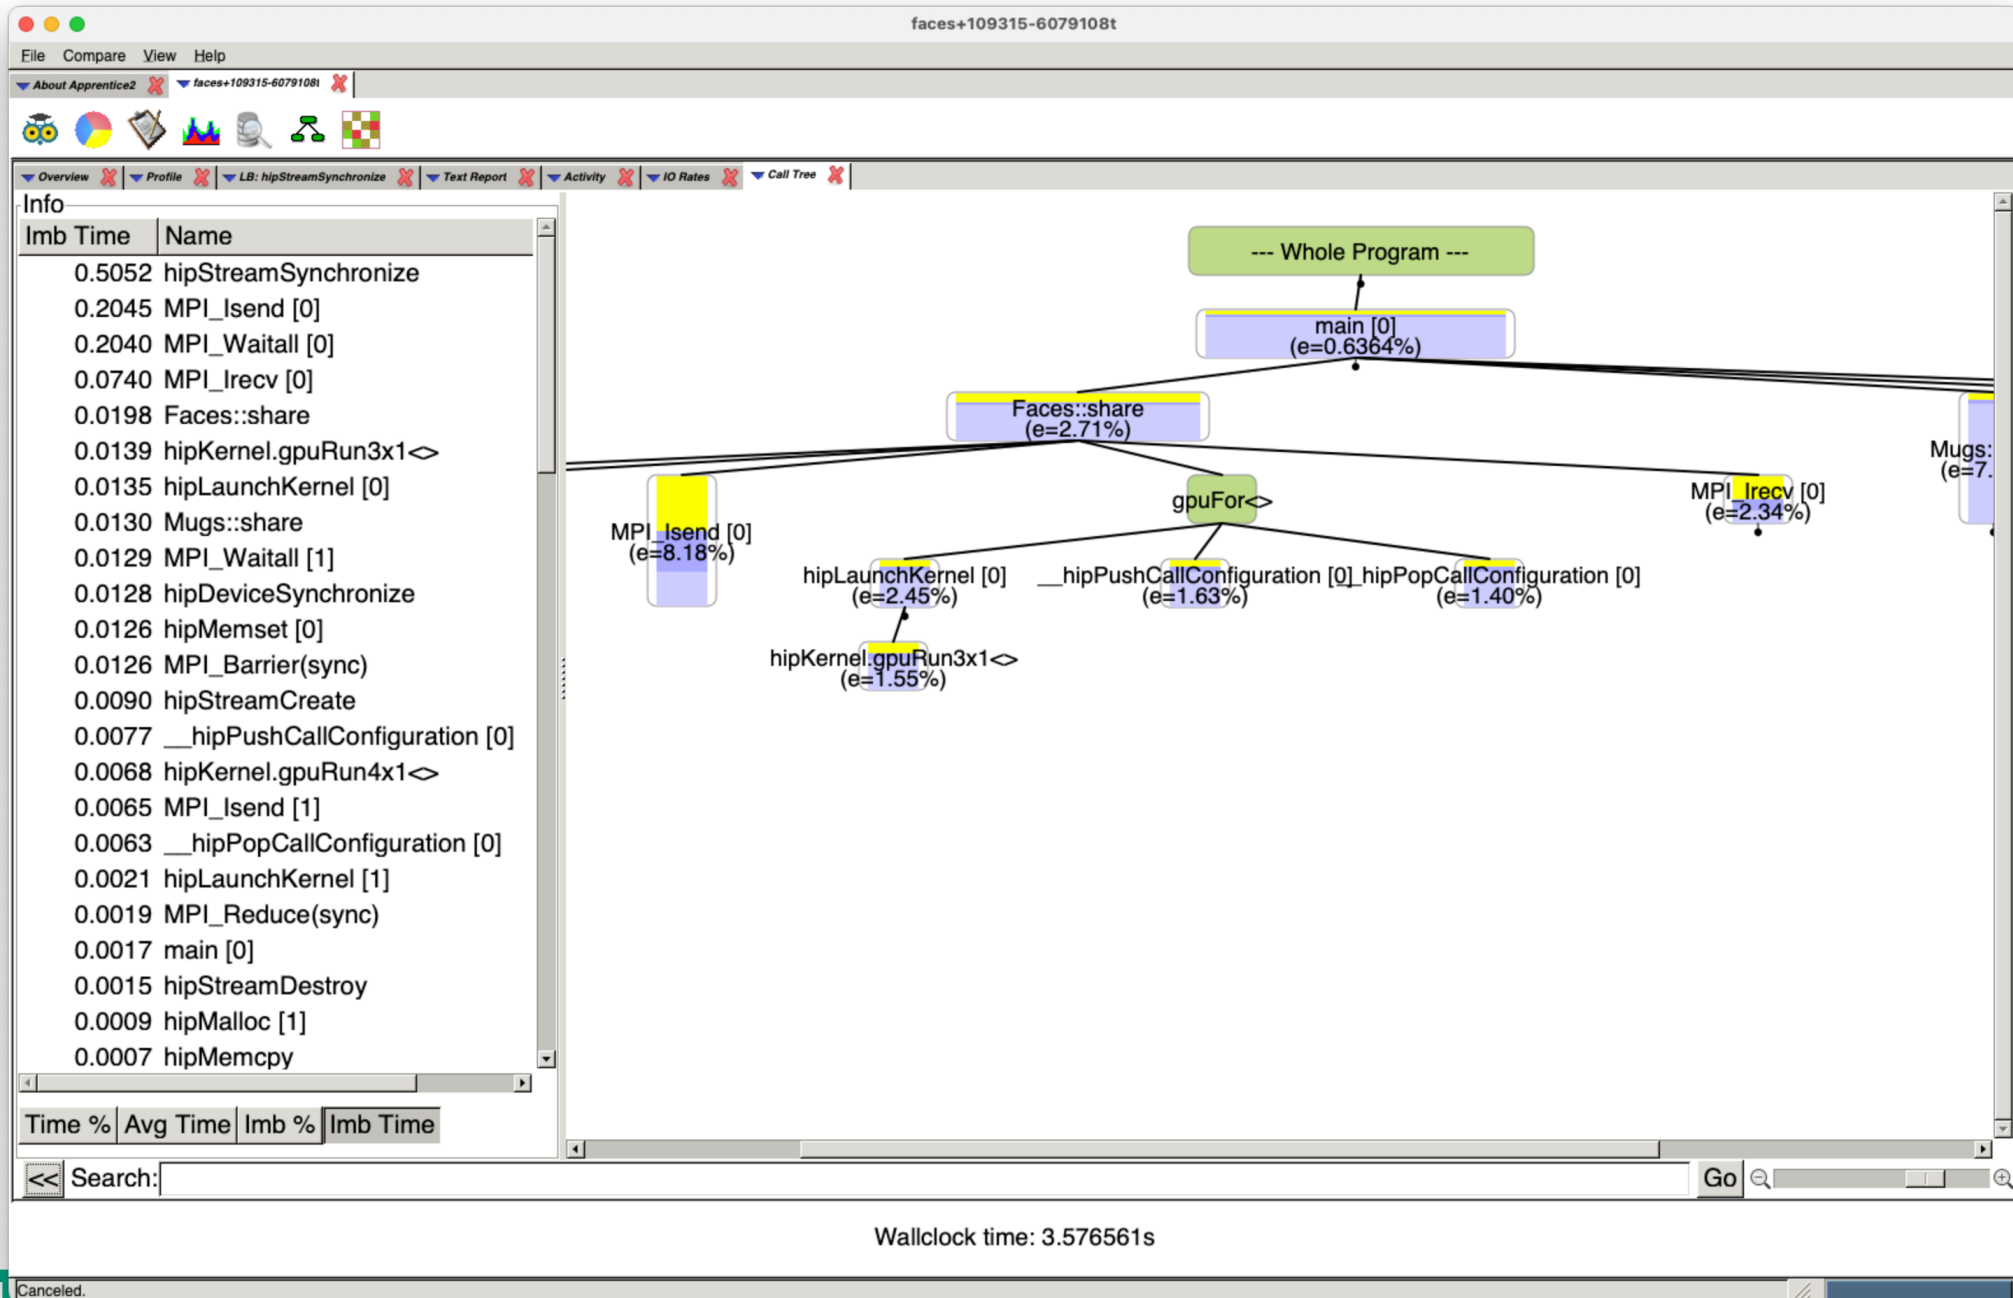 faces+109315-6079108t
File Compare View Help
About Apprentice2 faces+109315-6079108t
Overview Profile LB: hipStreamSynchronize Text Report Activity IO Rates Call Tree
Info
Imb Time Name
0.5052 hipStreamSynchronize
0.2045 MPI_Isend [0]
0.2040 MPI_Waitall [0]
0.0740 MPI_Irecv [0]
0.0198 Faces::share
0.0139 hipKernel.gpuRun3x1<>
0.0135 hipLaunchKernel [0]
0.0130 Mugs::share
0.0129 MPI_Waitall [1]
0.0128 hipDeviceSynchronize
0.0126 hipMemset [0]
0.0126 MPI_Barrier(sync)
0.0090 hipStreamCreate
0.0077 __hipPushCallConfiguration [0]
0.0068 hipKernel.gpuRun4x1<>
0.0065 MPI_Isend [1]
0.0063 __hipPopCallConfiguration [0]
0.0021 hipLaunchKernel [1]
0.0019 MPI_Reduce(sync)
0.0017 main [0]
0.0015 hipStreamDestroy
0.0009 hipMalloc [1]
0.0007 hipMemcpy
Time % Avg Time Imb % Imb Time
--- Whole Program ---
main [0]
(e=0.6364%)
Faces::share
(e=2.71%)
Mugs:
(e=7.
MPI_Isend [0]
(e=8.18%)
gpuFor<>
MPI_Irecv [0]
(e=2.34%)
hipLaunchKernel [0]
(e=2.45%)
__hipPushCallConfiguration [0]
(e=1.63%)
__hipPopCallConfiguration [0]
(e=1.40%)
hipKernel.gpuRun3x1<>
(e=1.55%)
<< Search: Go
Wallclock time: 3.576561s
Canceled.